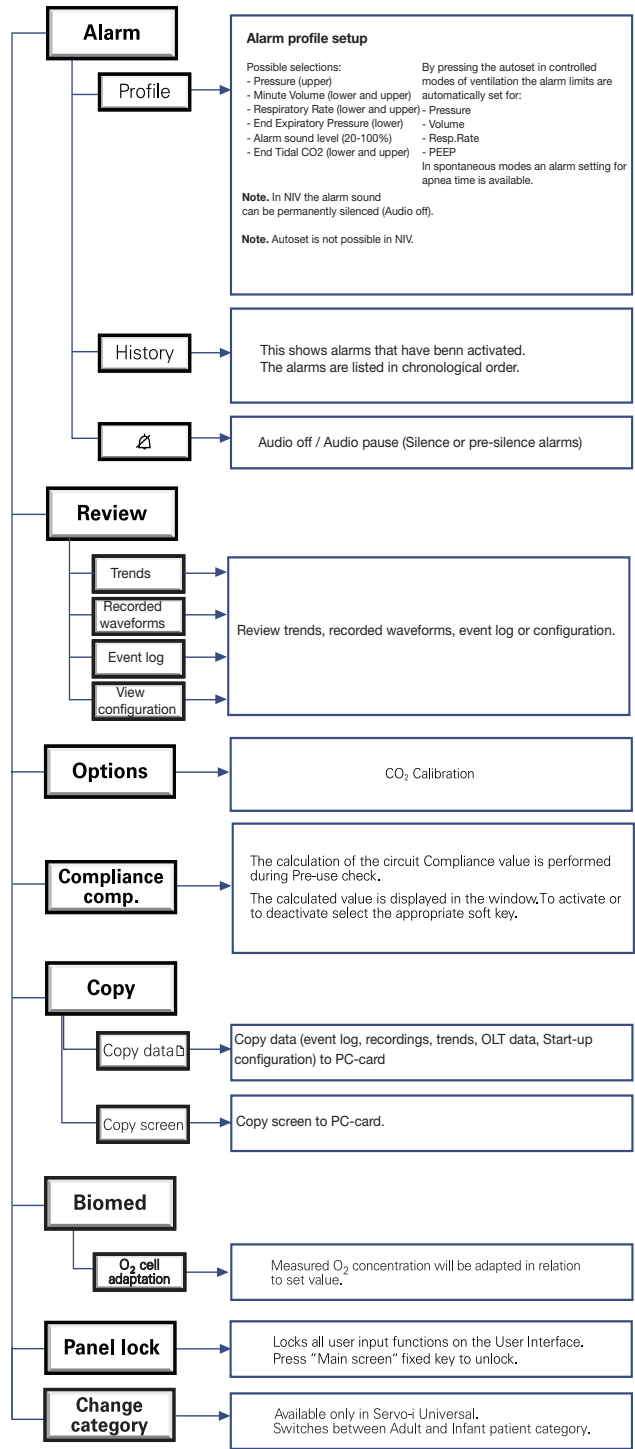 Alarm
Profile
Alarm profile setup
Possible selections:
- Pressure (upper)
- Minute Volume (lower and upper)
- Respiratory Rate (lower and upper)
- End Expiratory Pressure (lower)
- Alarm sound level (20-100%)
- End Tidal CO2 (lower and upper)
By pressing the autoset in controlled
modes of ventilation the alarm limits are
automatically set for:
- Pressure
- Volume
- Resp.Rate
- PEEP
In spontaneous modes an alarm setting for
apnea time is available.
Note. In NIV the alarm sound
can be permanently silenced (Audio off).
Note. Autoset is not possible in NIV.
History
This shows alarms that have benn activated.
The alarms are listed in chronological order.
Audio off / Audio pause (Silence or pre-silence alarms)
Review
Trends
Recorded
waveforms
Event log
View
configuration
Review trends, recorded waveforms, event log or configuration.
Options
CO₂ Calibration
Compliance
comp.
The calculation of the circuit Compliance value is performed
during Pre-use check.
The calculated value is displayed in the window.To activate or
to deactivate select the appropriate soft key.
Copy
Copy data
Copy data (event log, recordings, trends, OLT data, Start-up
configuration) to PC-card
Copy screen
Copy screen to PC-card.
Biomed
O₂ cell
adaptation
Measured O₂ concentration will be adapted in relation
to set value.
Panel lock
Locks all user input functions on the User Interface.
Press "Main screen" fixed key to unlock.
Change
category
Available only in Servo-i Universal.
Switches between Adult and Infant patient category.